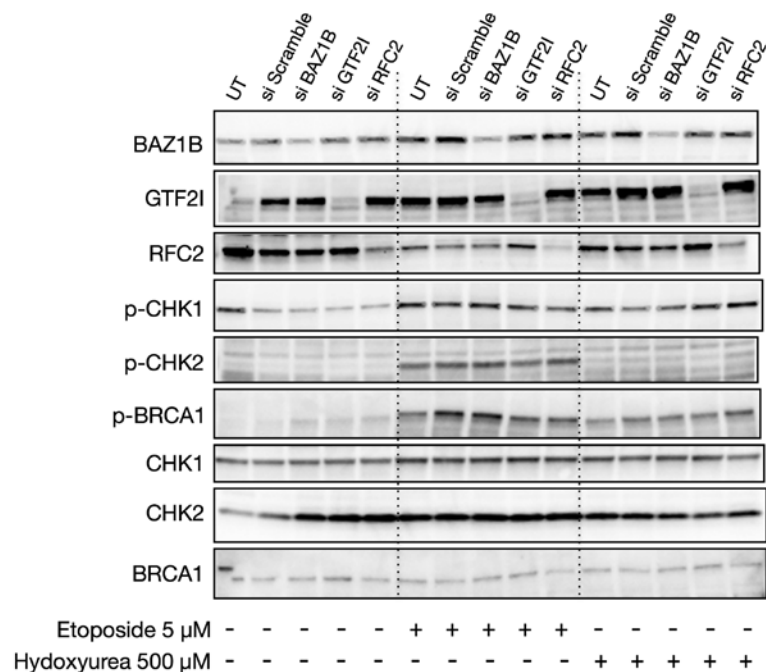 UT si Scramble si BAZ1B si GTF2I si RFC2 UT si Scramble si BAZ1B si GTF2I si RFC2 UT si Scramble si BAZ1B si GTF2I si RFC2
BAZ1B
GTF2I
RFC2
p-CHK1
p-CHK2
p-BRCA1
CHK1
CHK2
BRCA1
Etoposide 5 µM - - - - - + + + + + - - - - -
Hydoxyurea 500 µM - - - - - - - - - - + + + + +